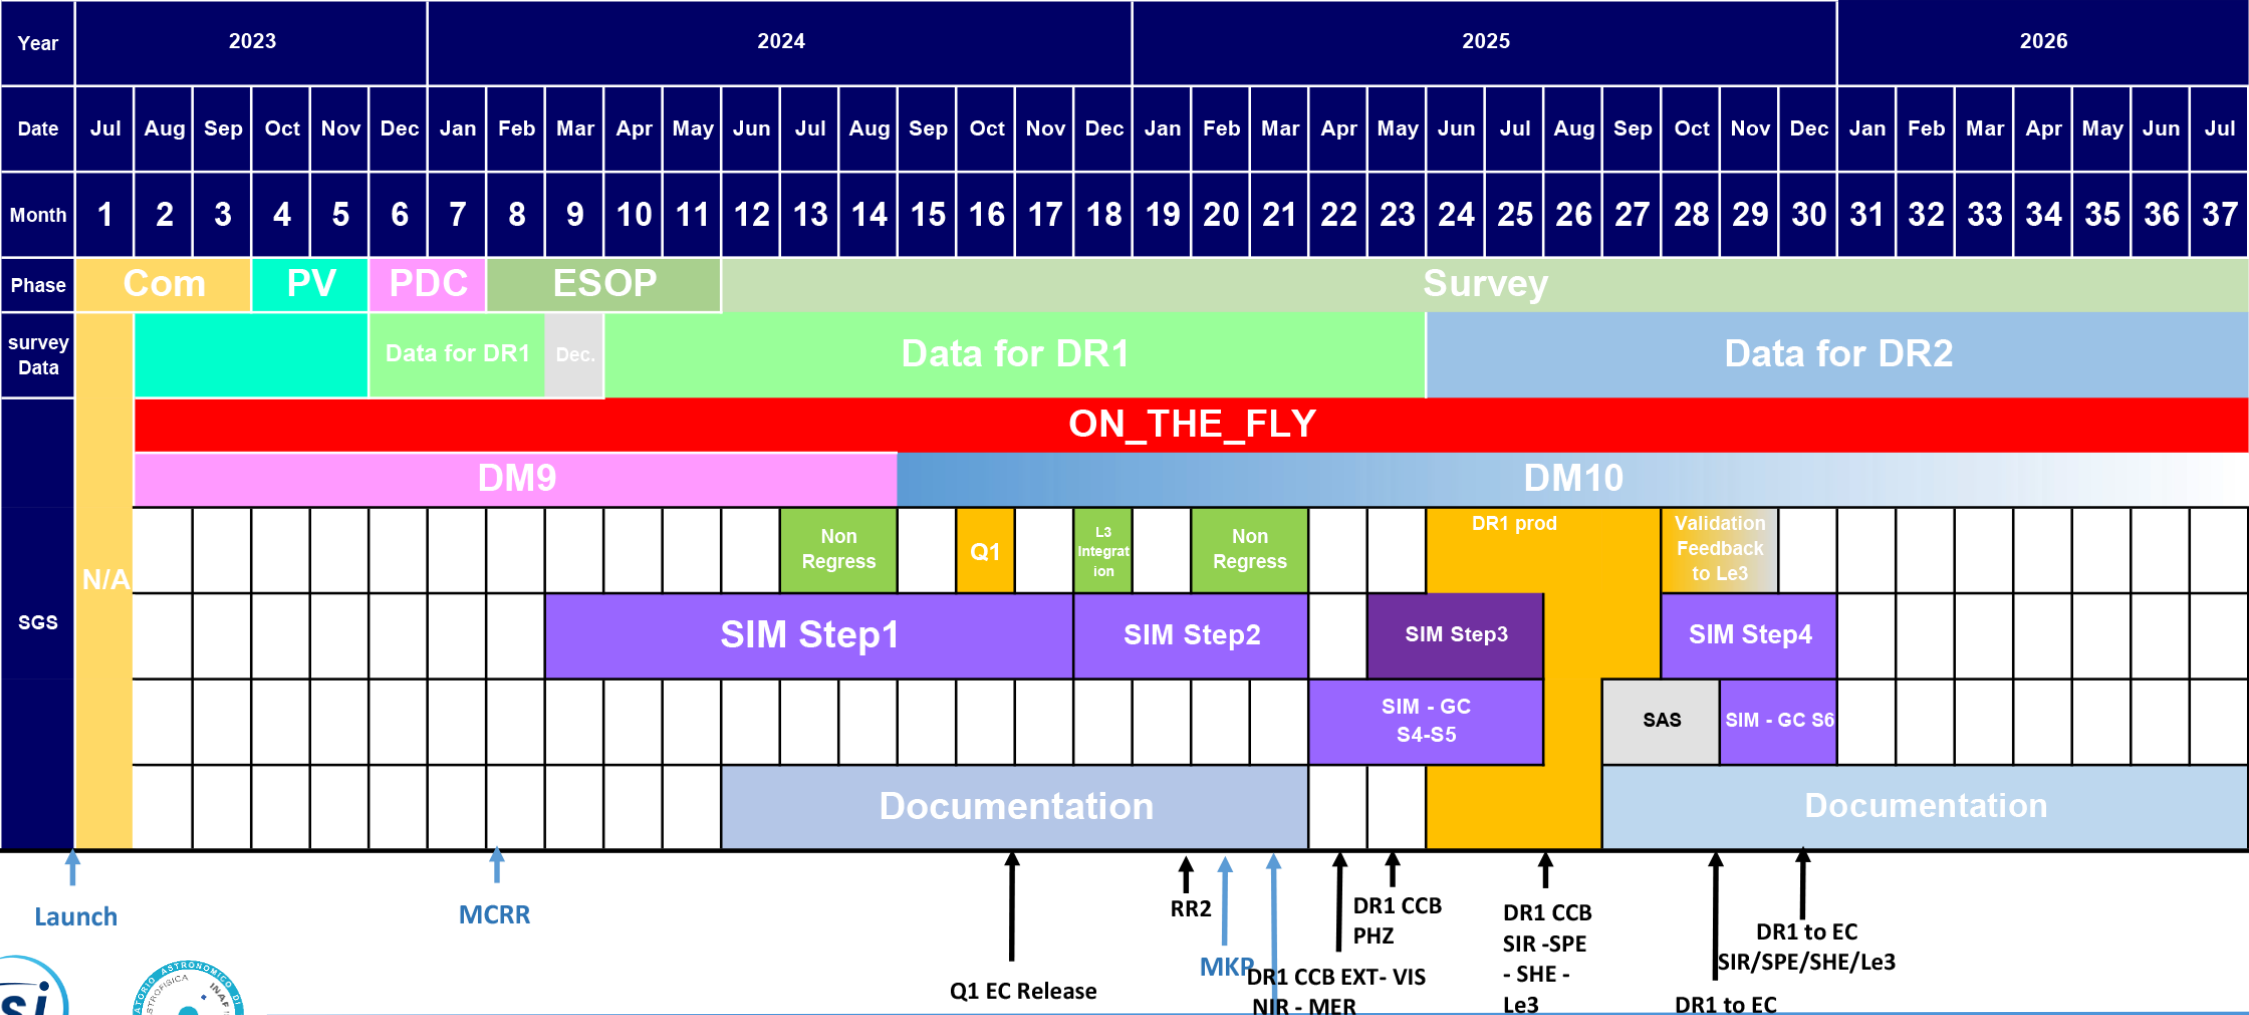 Year 2023 2024 2025 2026
Date Jul Aug Sep Oct Nov Dec Jan Feb Mar Apr May Jun Jul Aug Sep Oct Nov Dec Jan Feb Mar Apr May Jun Jul Aug Sep Oct Nov Dec Jan Feb Mar Apr May Jun Jul
Month 1 2 3 4 5 6 7 8 9 10 11 12 13 14 15 16 17 18 19 20 21 22 23 24 25 26 27 28 29 30 31 32 33 34 35 36 37
Phase Com PV PDC ESOP Survey
survey
Data
Data for DR1 Dec. Data for DR1 Data for DR2
ON_THE_FLY
DM9 DM10
SGS
N/A
Non
Regress
Q1
L3
Integrat
ion
Non
Regress
DR1 prod
Validation
Feedback
to Le3
SIM Step1 SIM Step2 SIM Step3 SIM Step4
SIM - GC
S4-S5
SAS
SIM - GC S6
Documentation Documentation
Launch
MCRR
Q1 EC Release
RR2
MKP
DR1 CCB EXT- VIS
NIR - MER
DR1 CCB
PHZ
DR1 CCB
SIR -SPE
- SHE -
Le3
DR1 to EC
DR1 to EC
SIR/SPE/SHE/Le3
si
ATORIO ASTRONOMICO DI
STROFISICA
INAF